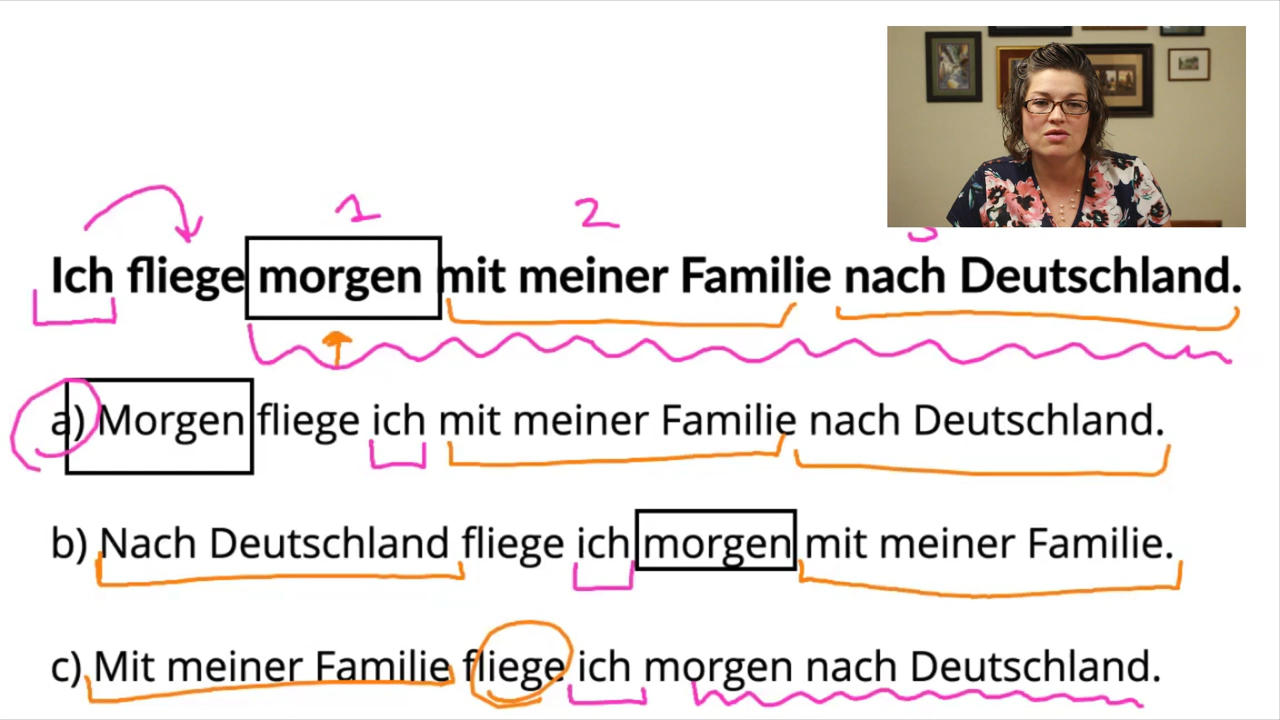 1 2
Ich fliege morgen mit meiner Familie nach Deutschland.
a) Morgen fliege ich mit meiner Familie nach Deutschland.
b) Nach Deutschland fliege ich morgen mit meiner Familie.
c) Mit meiner Familie fliege ich morgen nach Deutschland.